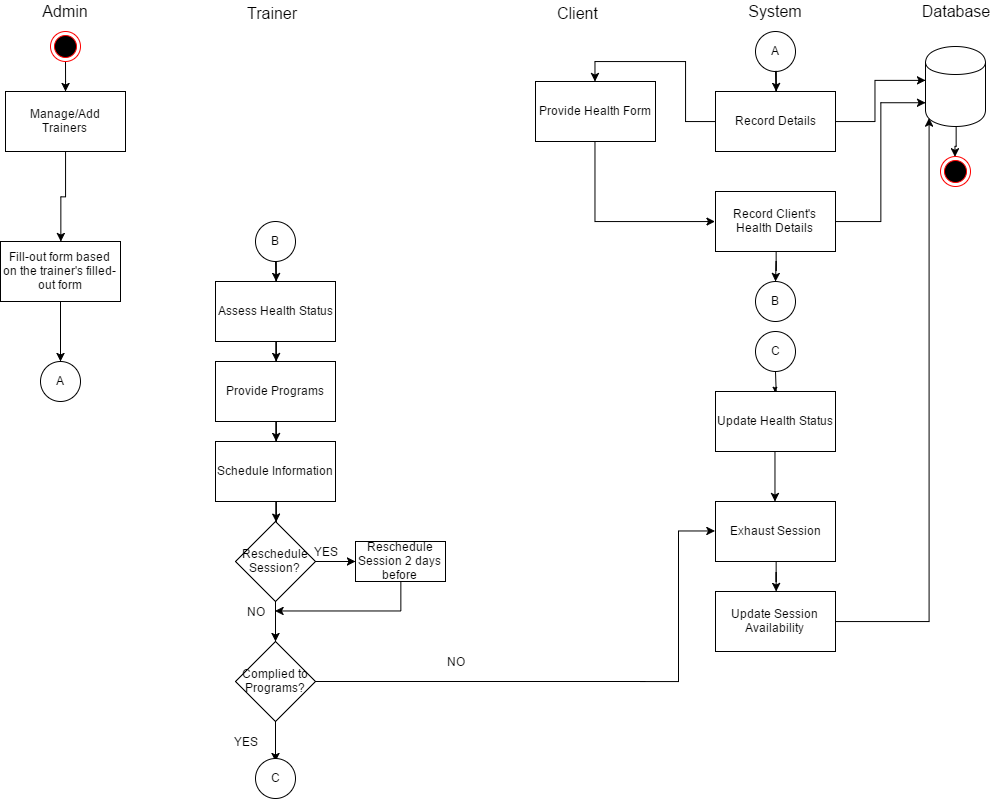 Admin
Trainer
Client
System
Database
Manage/Add
Trainers
Fill-out form based
on the trainer's filled-
out form
A
B
Assess Health Status
Provide Programs
Schedule Information
Reschedule
Session?
YES
Reschedule
Session 2 days
before
NO
Complied to
Programs?
NO
YES
C
Provide Health Form
A
Record Details
Record Client's
Health Details
B
C
Update Health Status
Exhaust Session
Update Session
Availability